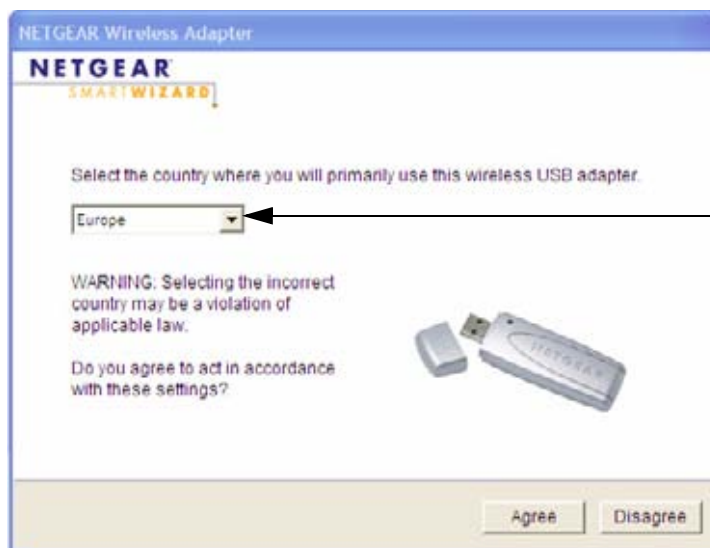 NETGEAR Wireless Adapter
NETGEAR
SMARTWIZARD
Select the country where you will primarily use this wireless USB adapter.
Europe
WARNING: Selecting the incorrect
country may be a violation of
applicable law.
Do you agree to act in accordance
with these settings?
NETGEAR
Agree
Disagree